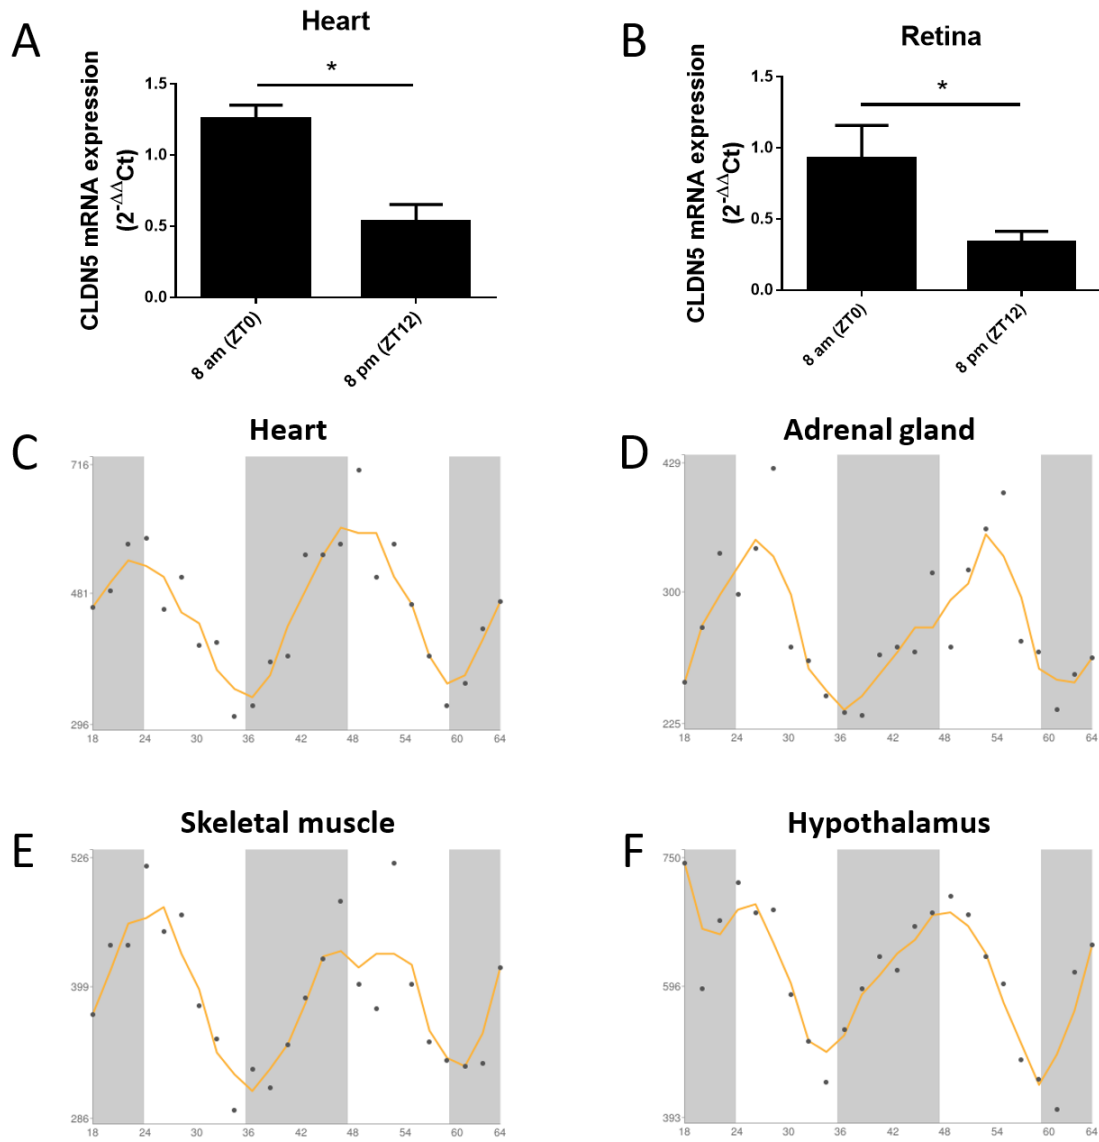 A
Heart
CLDN5 mRNA expression
(2-ΔΔCt)
1.5
1.0
0.5
0.0
*
8 am (ZT0)
8 pm (ZT12)
B
Retina
CLDN5 mRNA expression
(2-ΔΔCt)
1.5
1.0
0.5
0.0
*
8 am (ZT0)
8 pm (ZT12)
C
Heart
716
481
296
18 24 30 36 42 48 54 60 64
D
Adrenal gland
429
300
225
18 24 30 36 42 48 54 60 64
E
Skeletal muscle
526
399
286
18 24 30 36 42 48 54 60 64
F
Hypothalamus
750
596
393
18 24 30 36 42 48 54 60 64